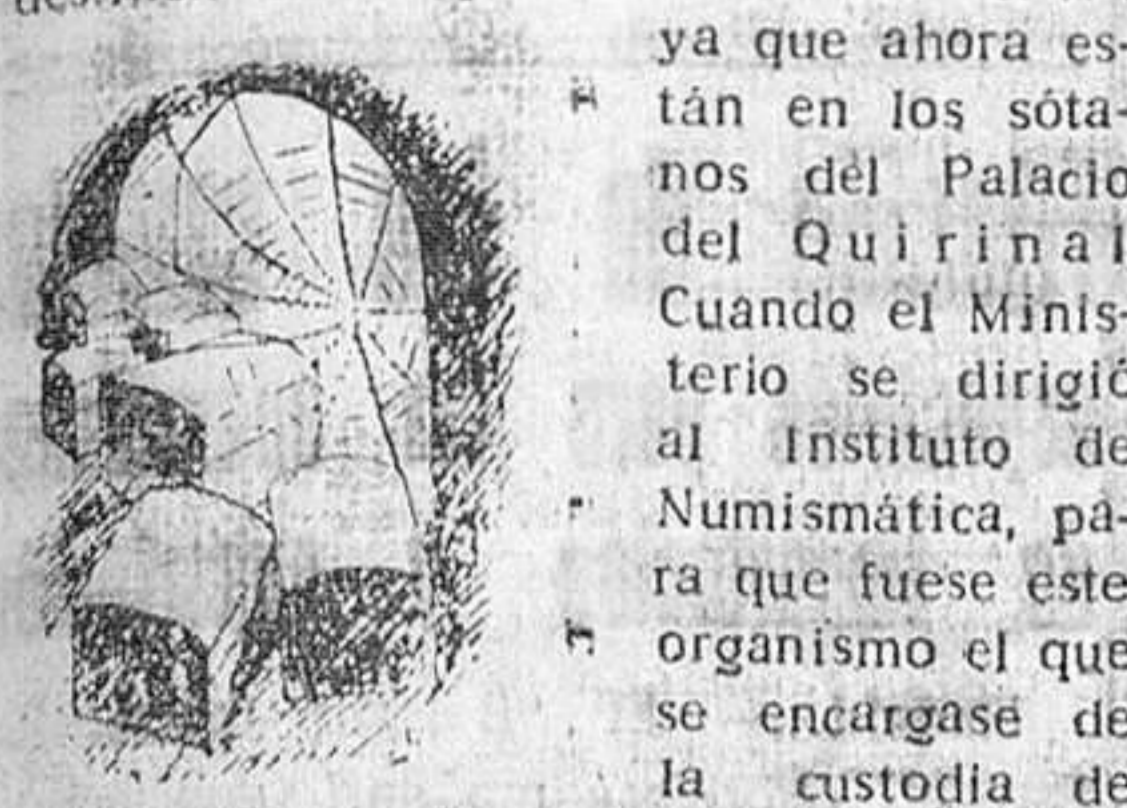 ya que ahora es-
tán en los sóta-
nos del Palacio
del Quirinal
Cuando el Minis-
terio se dirigió
al Instituto de
Numismática, pa-
ra que fuese este
organismo el que
se encargase de
la custodia de